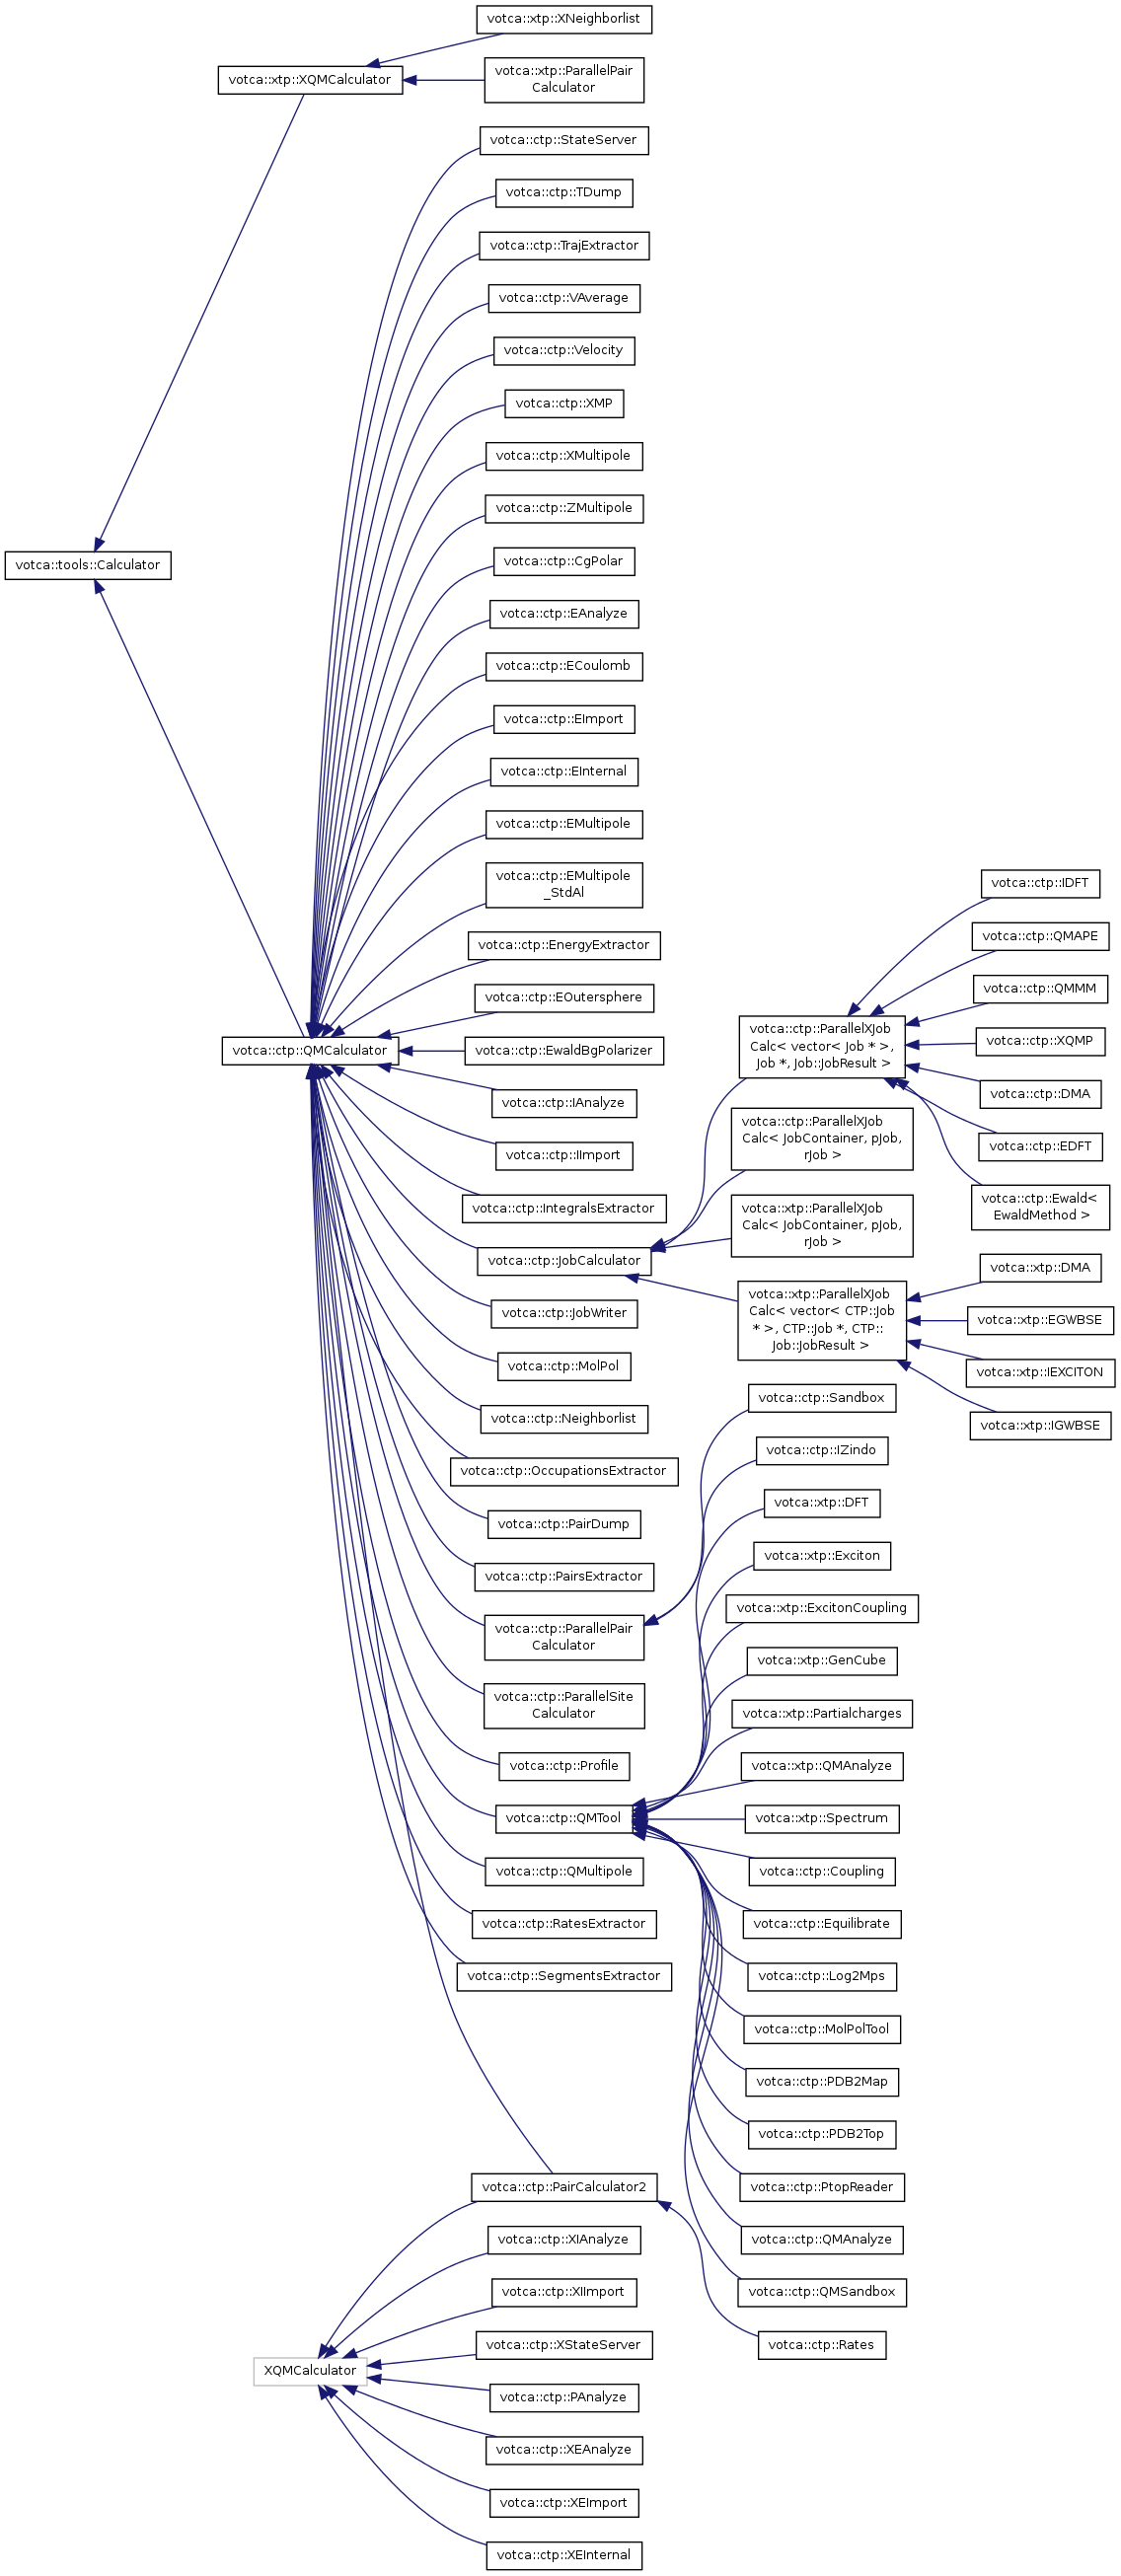 votca::xtp::XNeighborlist
votca::xtp::XQMCalculator
votca::xtp::ParallelPair
Calculator
votca::ctp::StateServer
votca::ctp::TDump
votca::ctp::TrajExtractor
votca::ctp::VAverage
votca::ctp::Velocity
votca::ctp::XMP
votca::ctp::XMultipole
votca::ctp::ZMultipole
votca::tools::Calculator
votca::ctp::CgPolar
votca::ctp::EAnalyze
votca::ctp::ECoulomb
votca::ctp::EImport
votca::ctp::EInternal
votca::ctp::EMultipole
votca::ctp::EMultipole
_StdAl
votca::ctp::EnergyExtractor
votca::ctp::EOutersphere
votca::ctp::QMCalculator
votca::ctp::EwaldBgPolarizer
votca::ctp::IAnalyze
votca::ctp::IImport
votca::ctp::IntegralsExtractor
votca::ctp::JobCalculator
votca::ctp::JobWriter
votca::ctp::MolPol
votca::ctp::Neighborlist
votca::ctp::OccupationsExtractor
votca::ctp::PairDump
votca::ctp::PairsExtractor
votca::ctp::ParallelPair
Calculator
votca::ctp::ParallelSite
Calculator
votca::ctp::Profile
votca::ctp::QMTool
votca::ctp::QMultipole
votca::ctp::RatesExtractor
votca::ctp::SegmentsExtractor
votca::ctp::PairCalculator2
votca::ctp::ParallelXJob
Calc< vector< Job * >,
Job *, Job::JobResult >
votca::ctp::ParallelXJob
Calc< JobContainer, pJob,
rJob >
votca::xtp::ParallelXJob
Calc< JobContainer, pJob,
rJob >
votca::xtp::ParallelXJob
Calc< vector< CTP::Job
* >, CTP::Job *, CTP::
Job::JobResult >
votca::ctp::IDFT
votca::ctp::QMAPE
votca::ctp::QMMM
votca::ctp::XQMP
votca::ctp::DMA
votca::ctp::EDFT
votca::ctp::Ewald<
EwaldMethod >
votca::xtp::DMA
votca::xtp::EGWBSE
votca::xtp::IEXCITON
votca::xtp::IGWBSE
votca::ctp::Sandbox
votca::ctp::IZindo
votca::xtp::DFT
votca::xtp::Exciton
votca::xtp::ExcitonCoupling
votca::xtp::GenCube
votca::xtp::Partialcharges
votca::xtp::QMAnalyze
votca::xtp::Spectrum
votca::ctp::Coupling
votca::ctp::Equilibrate
votca::ctp::Log2Mps
votca::ctp::MolPolTool
votca::ctp::PDB2Map
votca::ctp::PDB2Top
votca::ctp::PtopReader
votca::ctp::QMAnalyze
votca::ctp::QMSandbox
votca::ctp::Rates
XQMCalculator
votca::ctp::XIAnalyze
votca::ctp::XIImport
votca::ctp::XStateServer
votca::ctp::PAnalyze
votca::ctp::XEAnalyze
votca::ctp::XEImport
votca::ctp::XEInternal